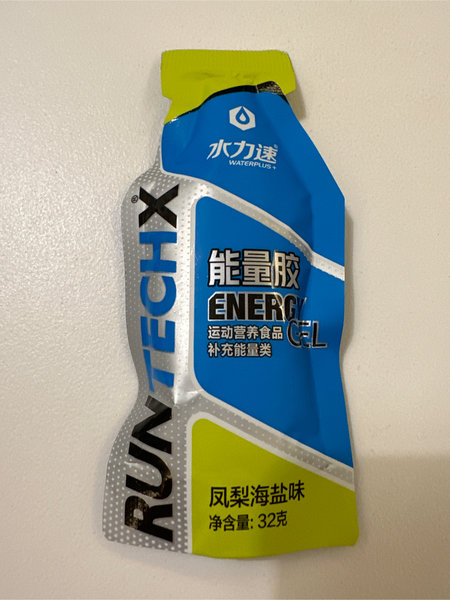 水力速®
WATERPLUS+
RUNTECHX®
能量胶
ENERGY
GEL
运动营养食品
补充能量类
凤梨海盐味
净含量: 32克